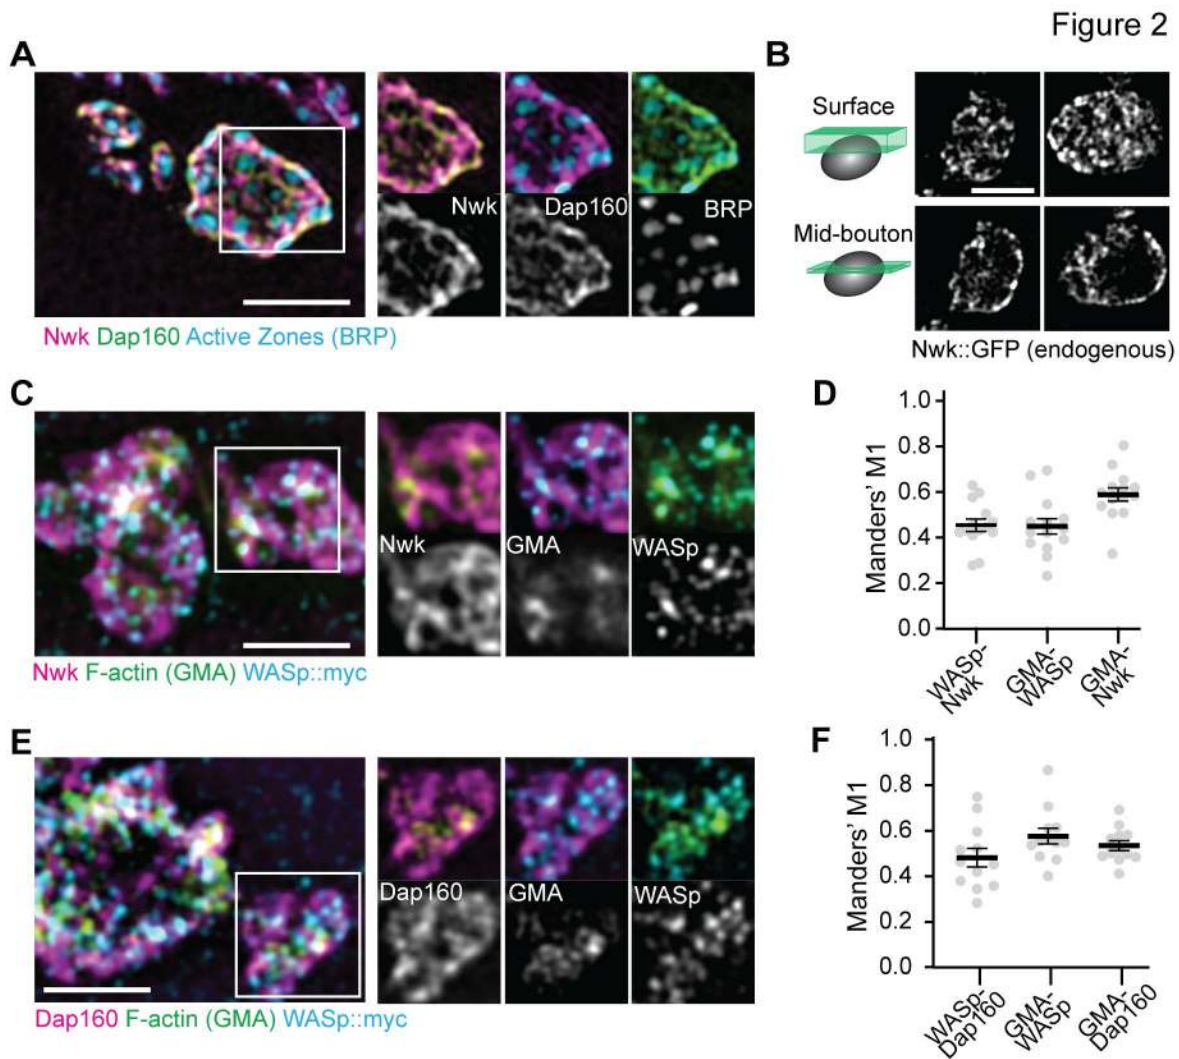 Figure 2
A
Nwk
Dap160
BRP
Nwk Dap160 Active Zones (BRP)
B
Surface
Mid-bouton
Nwk::GFP (endogenous)
C
Nwk
GMA
WASp
Nwk F-actin (GMA) WASp::myc
D
Manders' M1
1.0
0.8
0.6
0.4
0.2
0.0
WASp-
Nwk
GMA-
WASp
GMA-
Nwk
E
Dap160
GMA
WASp
Dap160 F-actin (GMA) WASp::myc
F
Manders' M1
1.0
0.8
0.6
0.4
0.2
0.0
WASp-
Dap160
GMA-
WASp
GMA-
Dap160